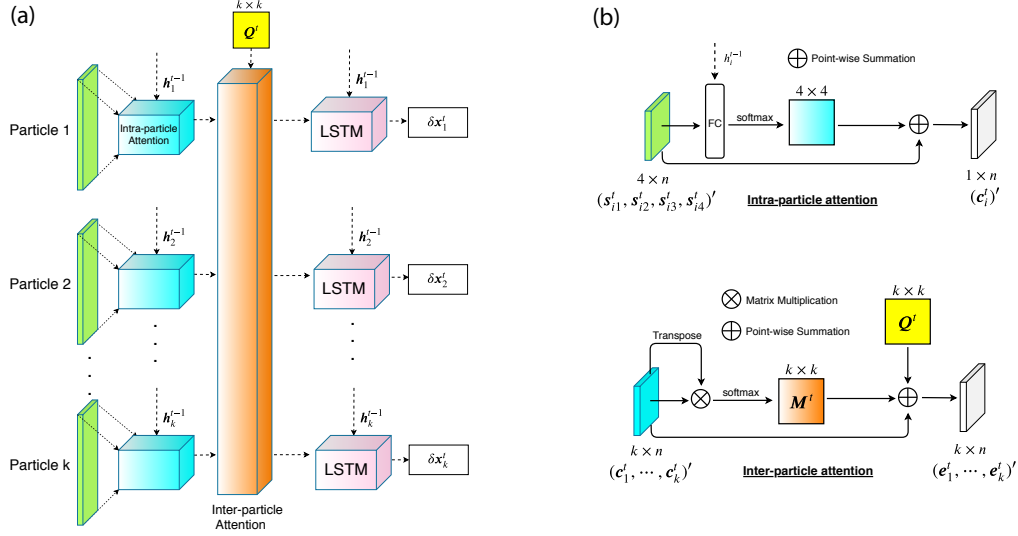 (a)
k × k
Q^t
h_1^{t−1}
h_1^{t−1}
Particle 1
Intra-particle
Attention
LSTM
δx_1^t
h_2^{t−1}
h_2^{t−1}
Particle 2
LSTM
δx_2^t
h_k^{t−1}
h_k^{t−1}
Particle k
LSTM
δx_k^t
Inter-particle
Attention
(b)
h_i^{t−1}
Point-wise Summation
4 × 4
FC
softmax
4 × n
1 × n
(s_{i1}^t, s_{i2}^t, s_{i3}^t, s_{i4}^t)′
Intra-particle attention
(c_i^t)′
Matrix Multiplication
k × k
Transpose
Point-wise Summation
Q^t
k × k
softmax
M^t
k × n
k × n
(c_1^t, ⋯, c_k^t)′
Inter-particle attention
(e_1^t, ⋯, e_k^t)′